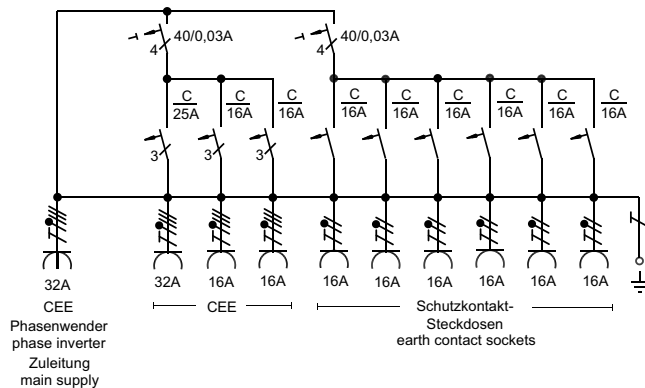 40/0,03A 40/0,03A
4 4
C C C C C C C C C
25A 16A 16A 16A 16A 16A 16A 16A 16A
3 3 3
32A 32A 16A 16A 16A 16A 16A 16A 16A 16A
CEE CEE Schutzkontakt-
Phasenwender Steckdosen
phase inverter earth contact sockets
Zuleitung
main supply